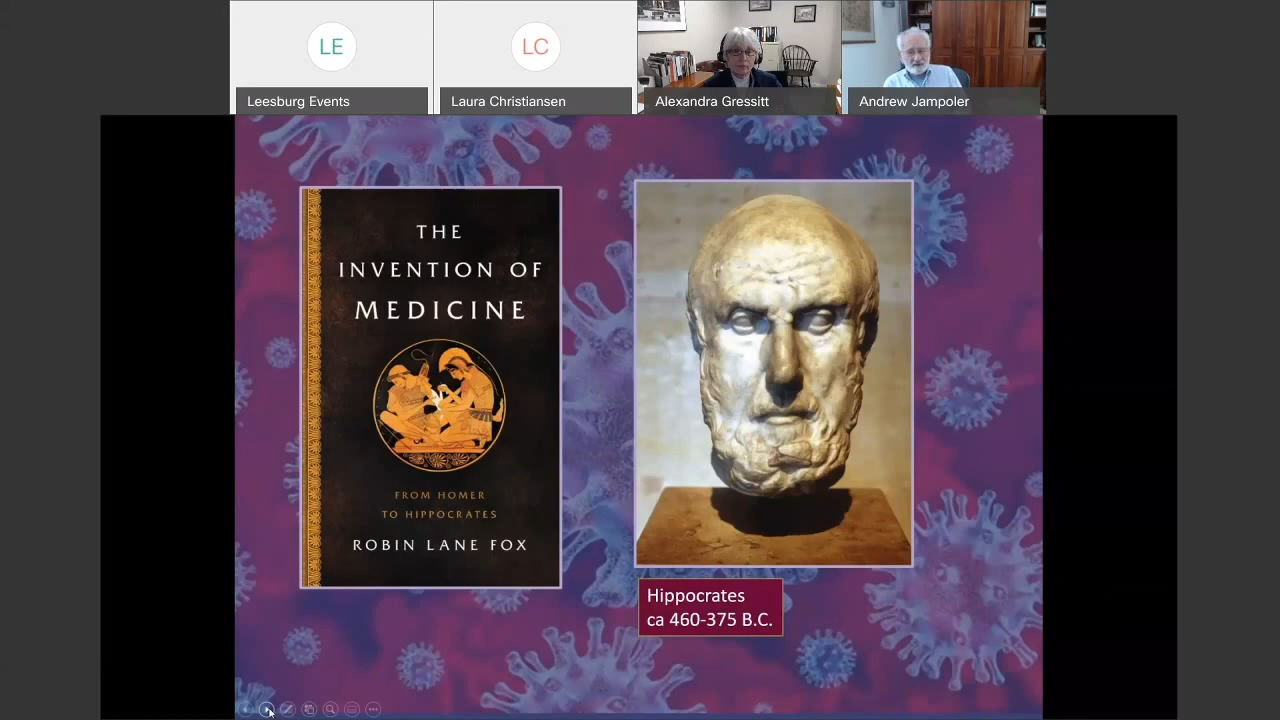 LE
LC
Leesburg Events
Laura Christiansen
Alexandra Gressitt
Andrew Jampoler
THE
INVENTION OF
MEDICINE
FROM HOMER
TO HIPPOCRATES
ROBIN LANE FOX
Hippocrates
ca 460-375 B.C.